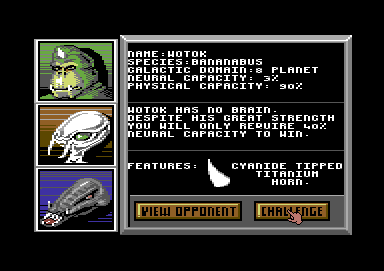 NAME:WOTOK
SPECIES:BANANABUS
GALACTIC DOMAIN:8 PLANET
NEURAL CAPACITY: 3%
PHYSICAL CAPACITY: 90%
WOTOK HAS NO BRAIN.
DESPITE HIS GREAT STRENGTH
YOU WILL ONLY REQUIRE 40%
NEURAL CAPACITY TO WIN.
FEATURES: CYANIDE TIPPED
TITANIUM
HORN.
VIEW OPPONENT CHALLENGE